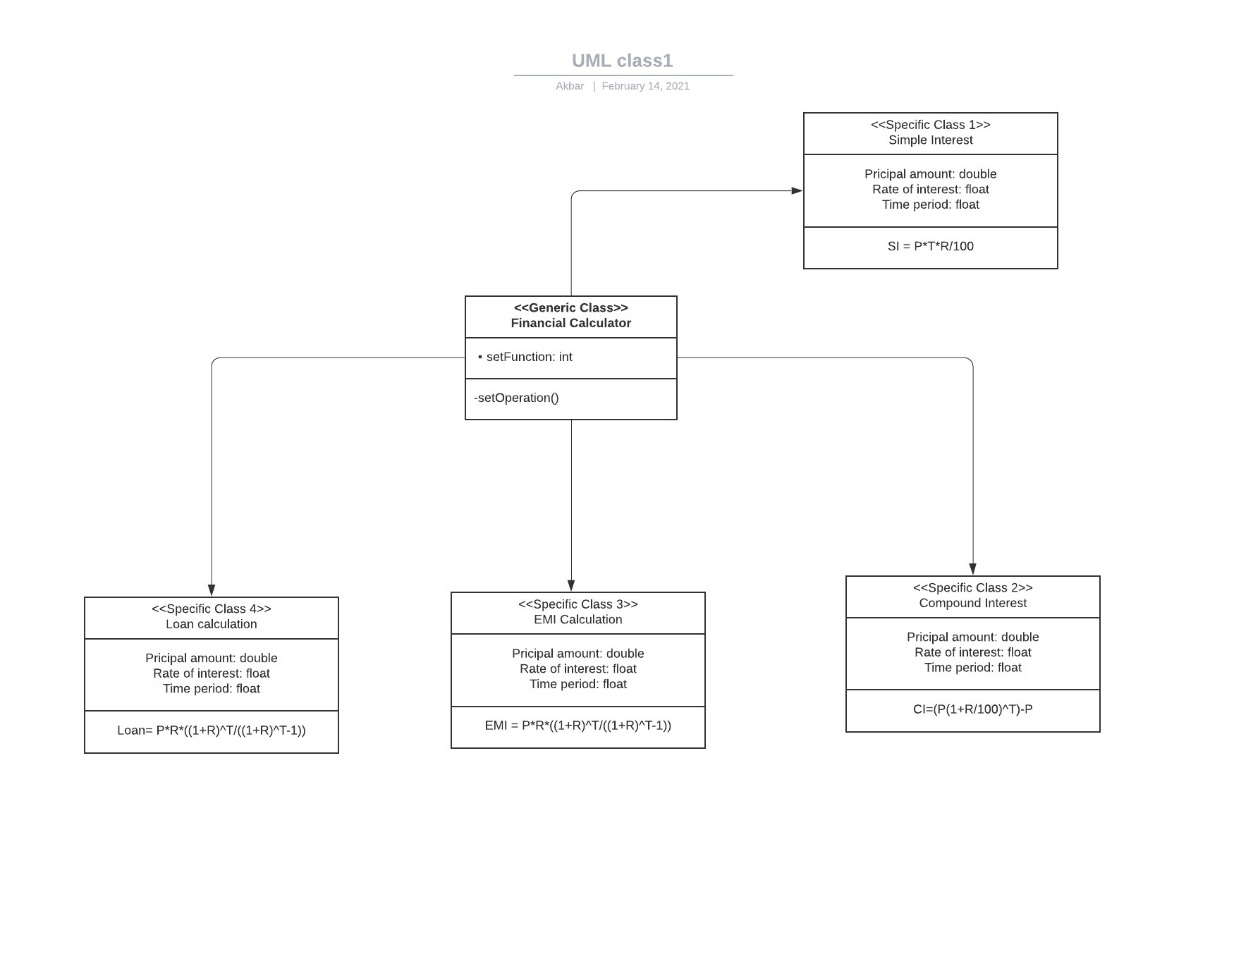 UML class1
Akbar | February 14, 2021
<<Specific Class 1>>
Simple Interest
Pricipal amount: double
Rate of interest: float
Time period: float
SI = P*T*R/100
<<Generic Class>>
Financial Calculator
• setFunction: int
-setOperation()
<<Specific Class 4>>
Loan calculation
Pricipal amount: double
Rate of interest: float
Time period: float
Loan= P*R*((1+R)^T/((1+R)^T-1))
<<Specific Class 3>>
EMI Calculation
Pricipal amount: double
Rate of interest: float
Time period: float
EMI = P*R*((1+R)^T/((1+R)^T-1))
<<Specific Class 2>>
Compound Interest
Pricipal amount: double
Rate of interest: float
Time period: float
CI=(P(1+R/100)^T)-P